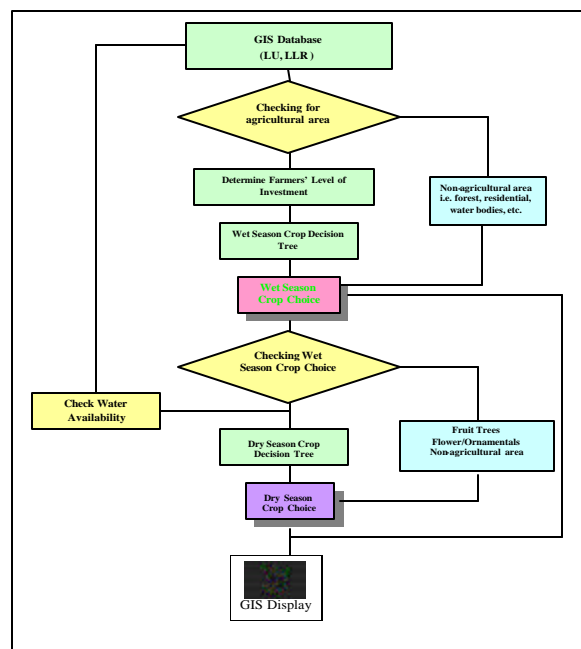 GIS Database
(LU, LLR )
Checking for
agricultural area
Determine Farmers' Level of
Investment
Non-agricultural area
i.e. forest, residential,
water bodies, etc.
Wet Season Crop Decision
Tree
Wet Season
Crop Choice
Checking Wet
Season Crop Choice
Check Water
Availability
Fruit Trees
Flower/Ornamentals
Non-agricultural area
Dry Season Crop
Decision Tree
Dry Season
Crop Choice
GIS Display